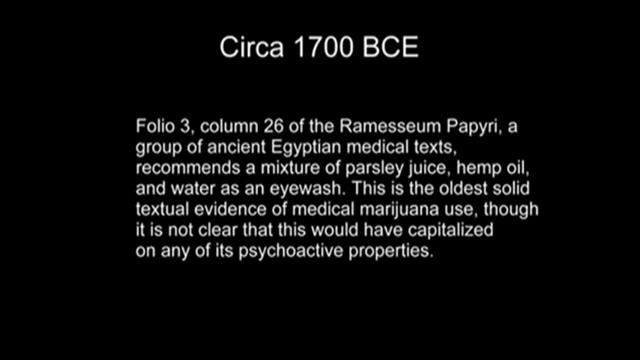 Circa 1700 BCE
Folio 3, column 26 of the Ramesseum Papyri, a
group of ancient Egyptian medical texts,
recommends a mixture of parsley juice, hemp oil,
and water as an eyewash. This is the oldest solid
textual evidence of medical marijuana use, though
it is not clear that this would have capitalized
on any of its psychoactive properties.